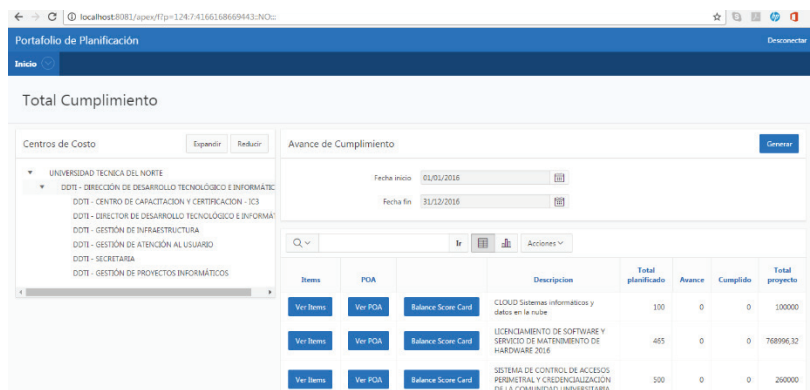 localhost:8081/apex/f?p=124:7:4166168669443::NO:::
Portafolio de Planificación
Desconectar
Inicio
Total Cumplimiento
Centros de Costo
Expandir
Reducir
UNIVERSIDAD TECNICA DEL NORTE
DDTI - DIRECCIÓN DE DESARROLLO TECNOLÓGICO E INFORMÁTIC
DDTI - CENTRO DE CAPACITACION Y CERTIFICACION - IC3
DDTI - DIRECTOR DE DESARROLLO TECNOLÓGICO E INFORMÁT
DDTI - GESTIÓN DE INFRAESTRUCTURA
DDTI - GESTIÓN DE ATENCIÓN AL USUARIO
DDTI - SECRETARIA
DDTI - GESTIÓN DE PROYECTOS INFORMÁTICOS
Avance de Cumplimiento
Generar
Fecha inicio 01/01/2016
Fecha fin 31/12/2016
Ir
Acciones
Items POA Descripcion Total planificado Avance Cumplido Total proyecto
Ver Items Ver POA Balance Score Card CLOUD Sistemas informáticos y 100 0 0 100000
datos en la nube
LICENCIAMIENTO DE SOFTWARE Y
Ver Items Ver POA Balance Score Card SERVICIO DE MATENIMIENTO DE 465 0 0 768996,32
HARDWARE 2016
SISTEMA DE CONTROL DE ACCESOS
Ver Items Ver POA Balance Score Card PERIMETRAL Y CREDENCIALIZACIÓN 500 0 0 260000
DE LA COMUNIDAD UNIVERSITARIA